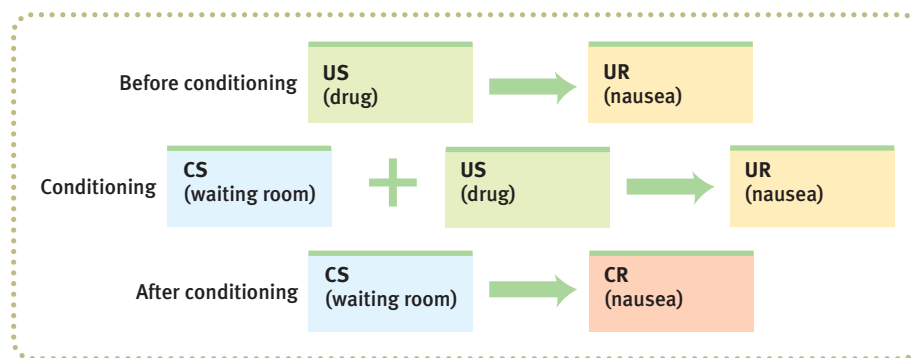 Before conditioning
US
(drug)
UR
(nausea)
Conditioning
CS
(waiting room)
US
(drug)
UR
(nausea)
After conditioning
CS
(waiting room)
CR
(nausea)